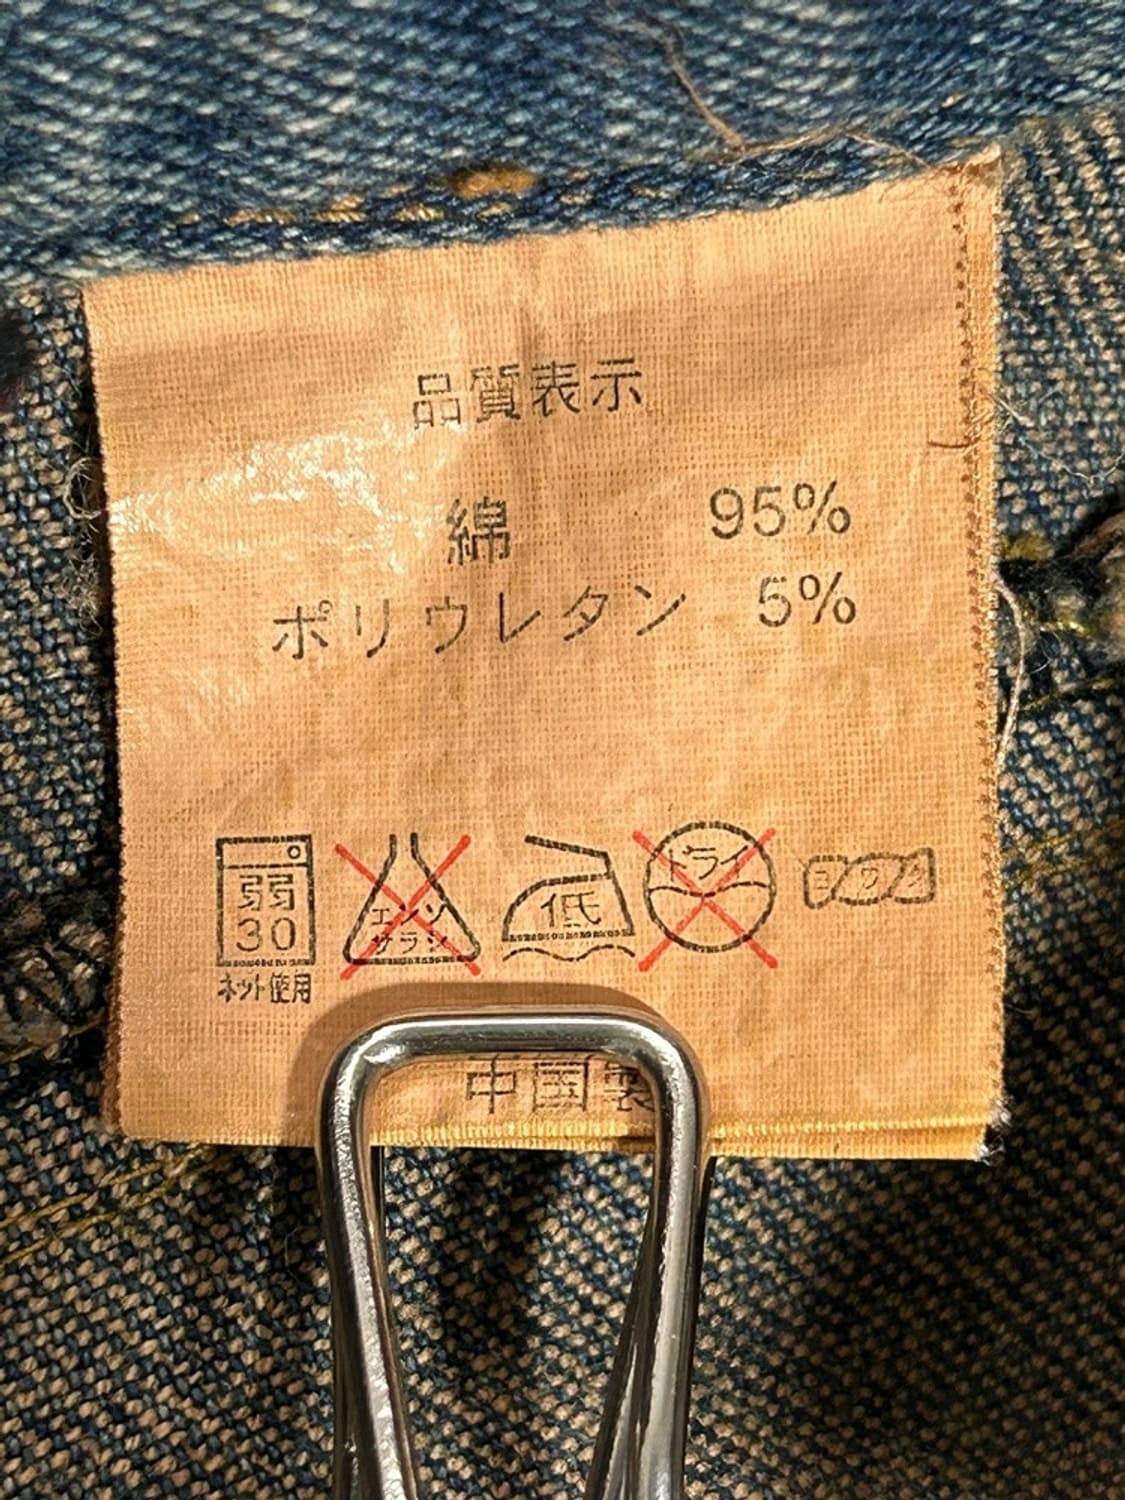 品質表示
綿 95%
ポリウレタン 5%
弱
30
ネット使用
エンソ
サラシ
低
ドライ
ヨワク
中国製